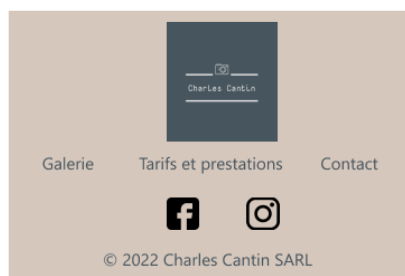 Charles Cantin
Galerie Tarifs et prestations Contact
© 2022 Charles Cantin SARL